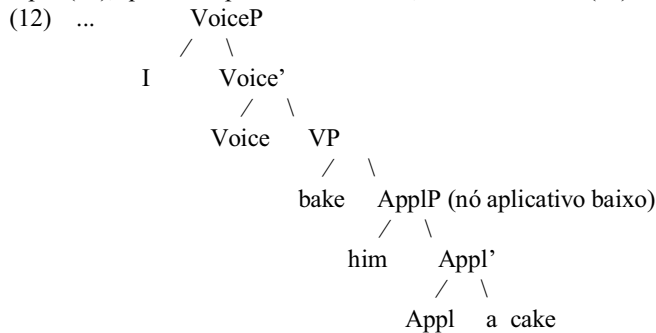 (12) ... VoiceP
I Voice’
Voice VP
bake ApplP (nó aplicativo baixo)
him Appl’
Appl a cake